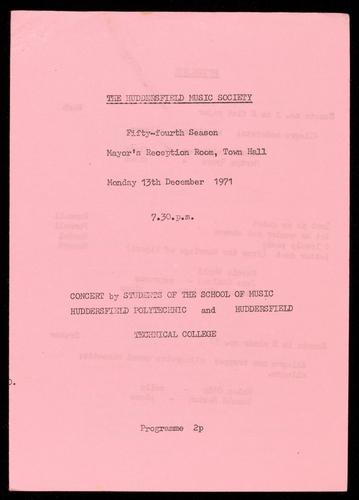 THE HUDDERSFIELD MUSIC SOCIETY
Fifty-fourth Season
Mayor's Reception Room, Town Hall
Monday 13th December 1971
7.30.p.m.
CONCERT by STUDENTS OF THE SCHOOL OF MUSIC
HUDDERSFIELD POLYTECHNIC and HUDDERSFIELD
TECHNICAL COLLEGE
Programme 2p